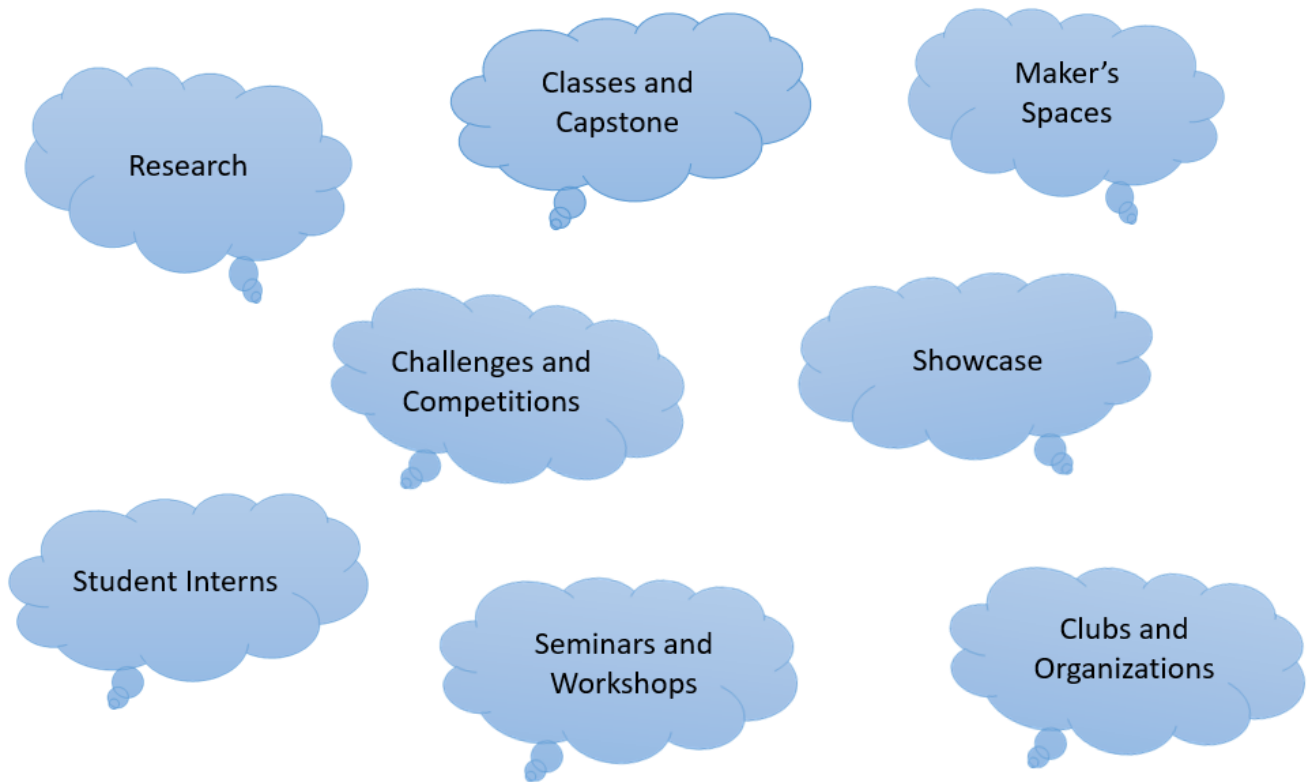 Research
Classes and
Capstone
Maker’s
Spaces
Challenges and
Competitions
Showcase
Student Interns
Seminars and
Workshops
Clubs and
Organizations